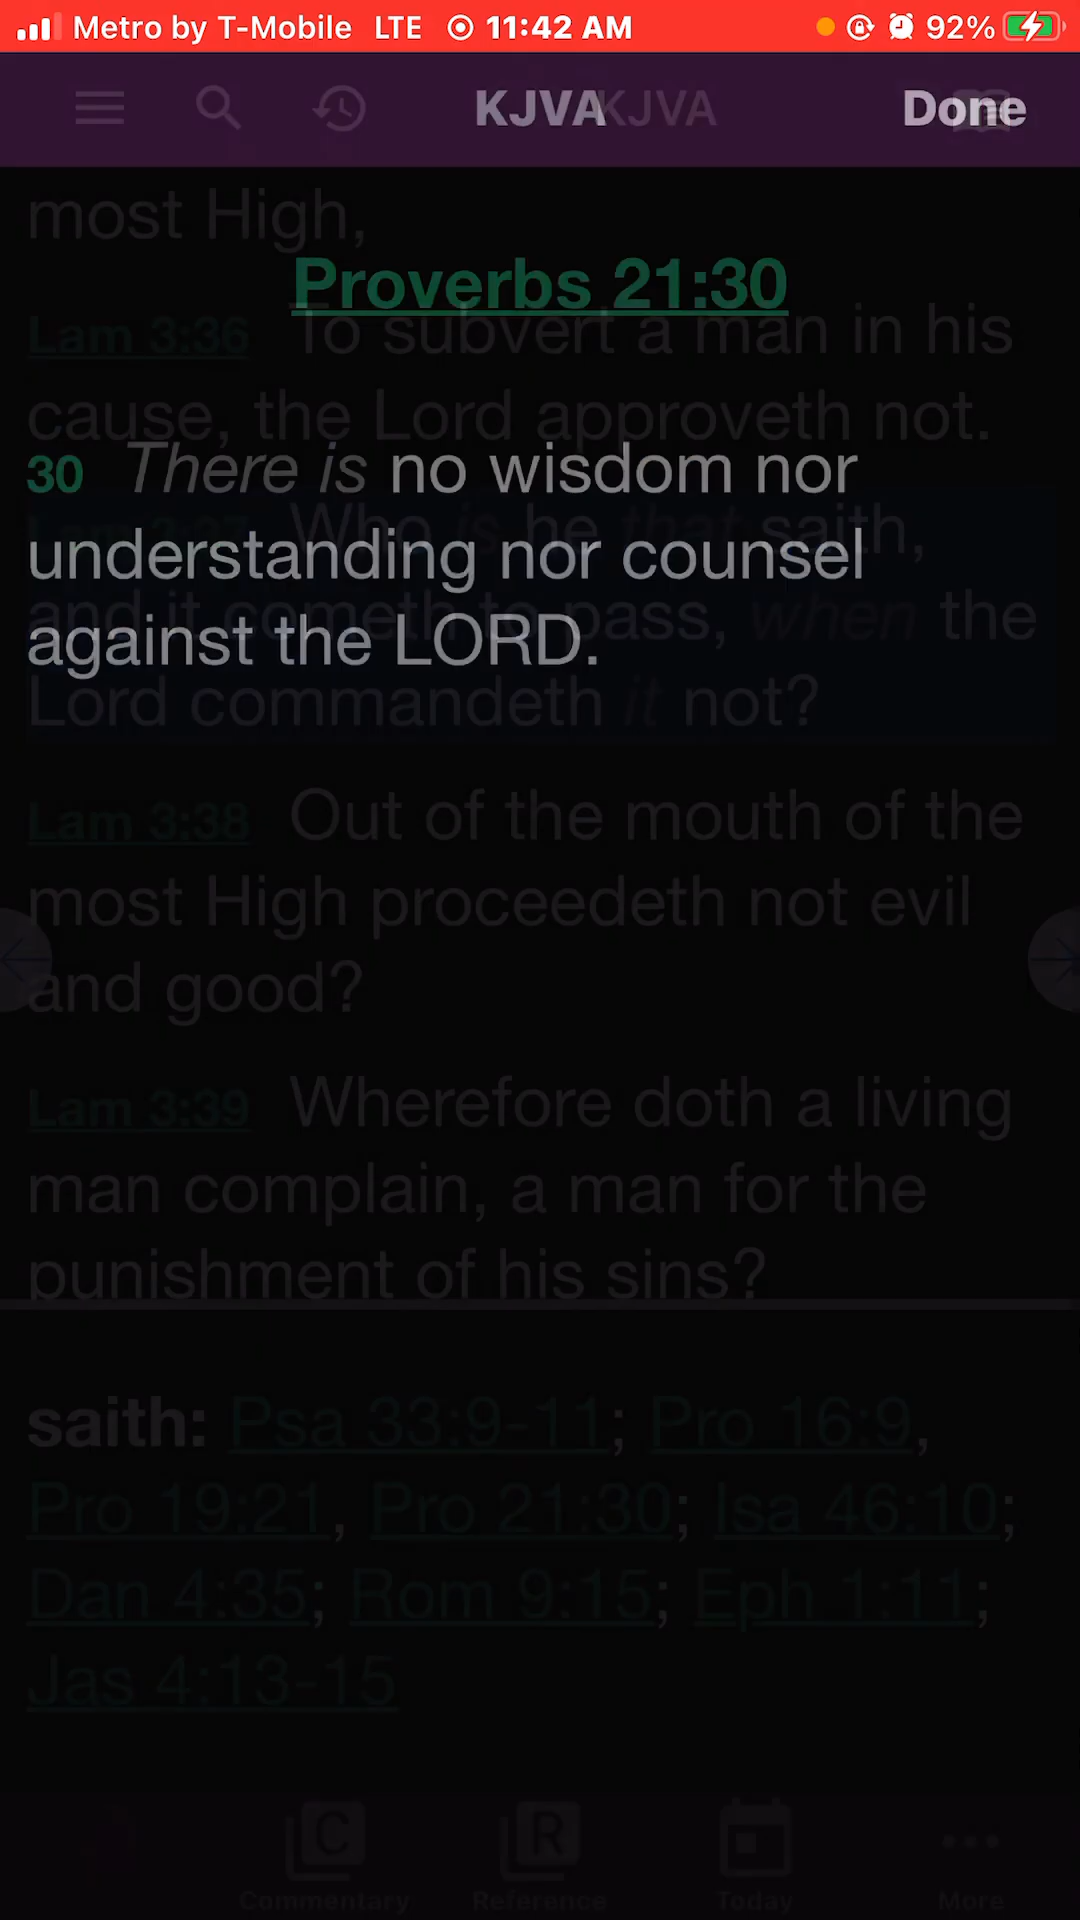 Metro by T-Mobile LTE 11:42 AM 92%
KJVA KJVA Done
most High,
Proverbs 21:30
Lam 3:36 To subvert a man in his
cause, the Lord approveth not.
30 There is no wisdom nor
Lam 3:37 Who is he that saith,
understanding nor counsel
and it cometh to pass, when the
against the LORD.
Lord commandeth it not?
Lam 3:38 Out of the mouth of the
most High proceedeth not evil
and good?
Lam 3:39 Wherefore doth a living
man complain, a man for the
punishment of his sins?
saith: Psa 33:9-11; Pro 16:9,
Pro 19:21, Pro 21:30; Isa 46:10;
Dan 4:35; Rom 9:15; Eph 1:11;
Jas 4:13-15
C R
Commentary Reference Today More